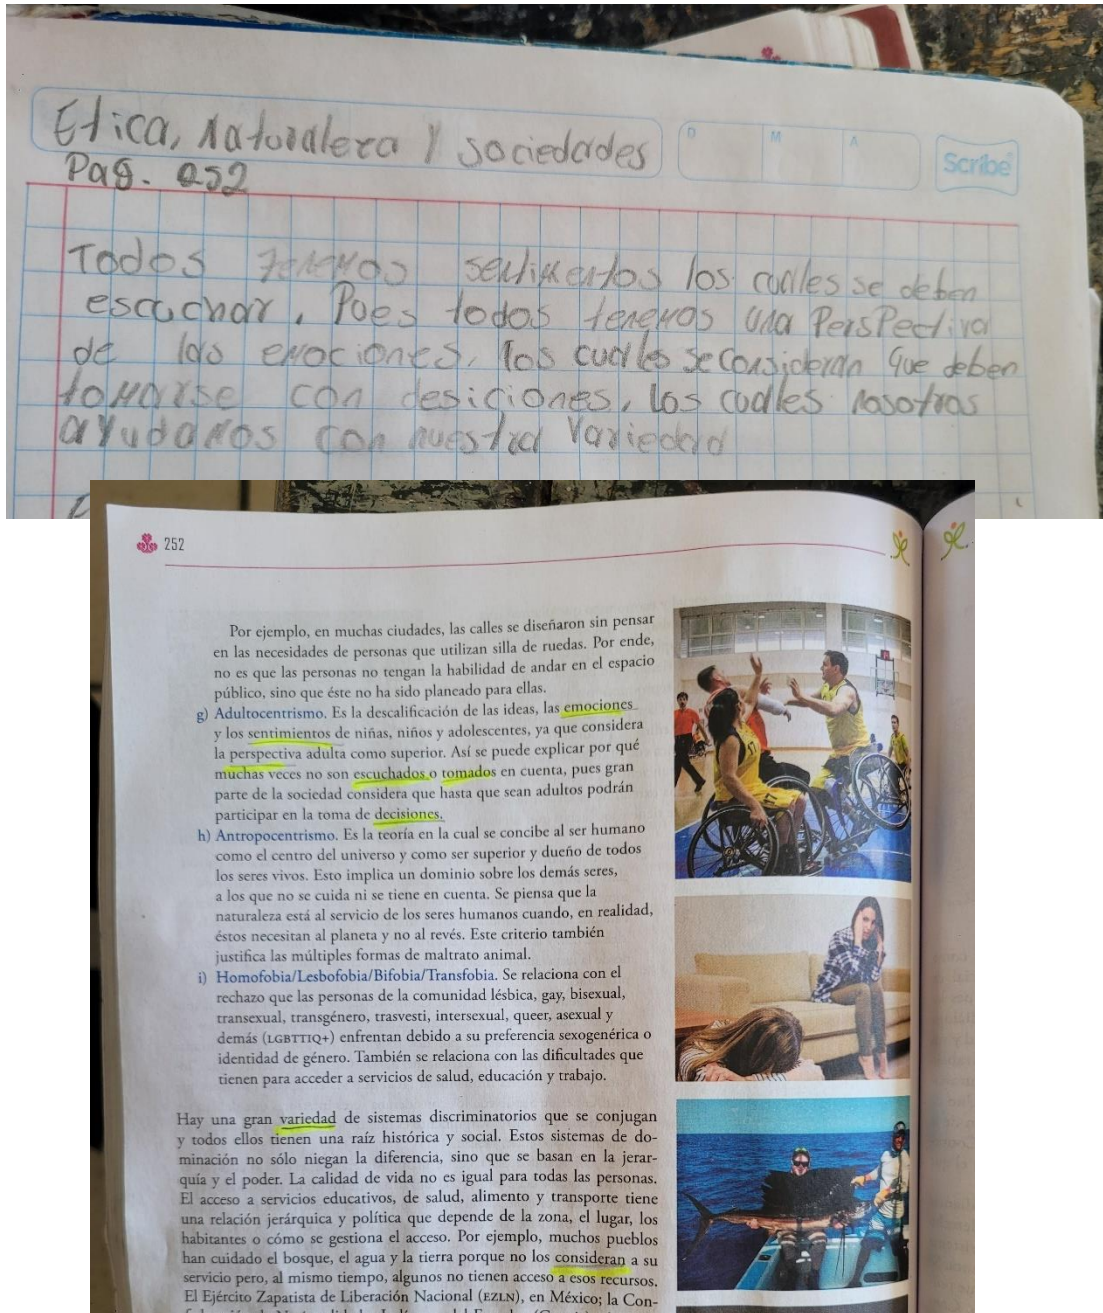 Etica, Naturaleza y sociedades
D M A
Scribe
Pag. 252
Todos tenemos sentimentos los cualles se deben
escuchar, Pues todos tenemos una PersPectiva
de las emociones, los cualles se Consideran que deben
tomarse con desiciones, los cuales nosotros
ayudamos con nuestra variedad
252
Por ejemplo, en muchas ciudades, las calles se diseñaron sin pensar
en las necesidades de personas que utilizan silla de ruedas. Por ende,
no es que las personas no tengan la habilidad de andar en el espacio
público, sino que éste no ha sido planeado para ellas.
g) Adultocentrismo. Es la descalificación de las ideas, las emociones
y los sentimientos de niñas, niños y adolescentes, ya que considera
la perspectiva adulta como superior. Así se puede explicar por qué
muchas veces no son escuchados o tomados en cuenta, pues gran
parte de la sociedad considera que hasta que sean adultos podrán
participar en la toma de decisiones.
h) Antropocentrismo. Es la teoría en la cual se concibe al ser humano
como el centro del universo y como ser superior y dueño de todos
los seres vivos. Esto implica un dominio sobre los demás seres,
a los que no se cuida ni se tiene en cuenta. Se piensa que la
naturaleza está al servicio de los seres humanos cuando, en realidad,
éstos necesitan al planeta y no al revés. Este criterio también
justifica las múltiples formas de maltrato animal.
i) Homofobia/Lesbofobia/Bifobia/Transfobia. Se relaciona con el
rechazo que las personas de la comunidad lésbica, gay, bisexual,
transexual, transgénero, trasvesti, intersexual, queer, asexual y
demás (LGBTTIQ+) enfrentan debido a su preferencia sexogenérica o
identidad de género. También se relaciona con las dificultades que
tienen para acceder a servicios de salud, educación y trabajo.
Hay una gran variedad de sistemas discriminatorios que se conjugan
y todos ellos tienen una raíz histórica y social. Estos sistemas de do-
minación no sólo niegan la diferencia, sino que se basan en la jerar-
quía y el poder. La calidad de vida no es igual para todas las personas.
El acceso a servicios educativos, de salud, alimento y transporte tiene
una relación jerárquica y política que depende de la zona, el lugar, los
habitantes o cómo se gestiona el acceso. Por ejemplo, muchos pueblos
han cuidado el bosque, el agua y la tierra porque no los consideran a su
servicio pero, al mismo tiempo, algunos no tienen acceso a esos recursos.
El Ejército Zapatista de Liberación Nacional (EZLN), en México; la Con-